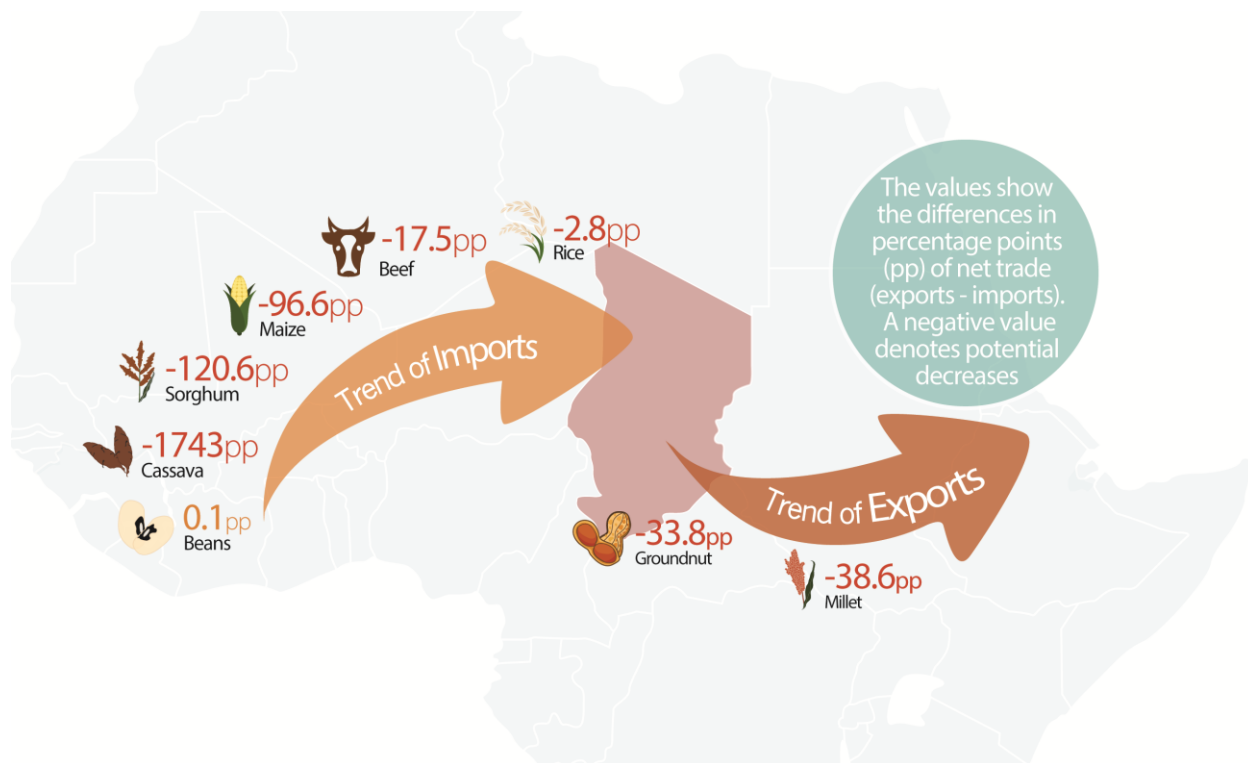 -17.5pp
Beef
-2.8pp
Rice
-96.6pp
Maize
-120.6pp
Sorghum
-1743pp
Cassava
0.1pp
Beans
Trend of Imports
The values show
the differences in
percentage points
(pp) of net trade
(exports - imports).
A negative value
denotes potential
decreases
Trend of Exports
-33.8pp
Groundnut
-38.6pp
Millet